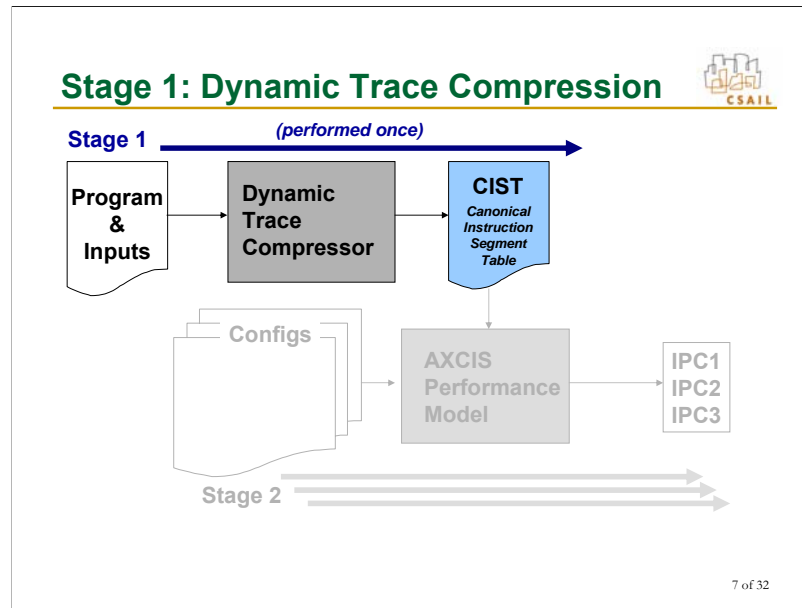 Stage 1: Dynamic Trace Compression
CSAIL
Stage 1
(performed once)
Program
&
Inputs
Dynamic
Trace
Compressor
CIST
Canonical
Instruction
Segment
Table
Configs
AXCIS
Performance
Model
IPC1
IPC2
IPC3
Stage 2
7 of 32